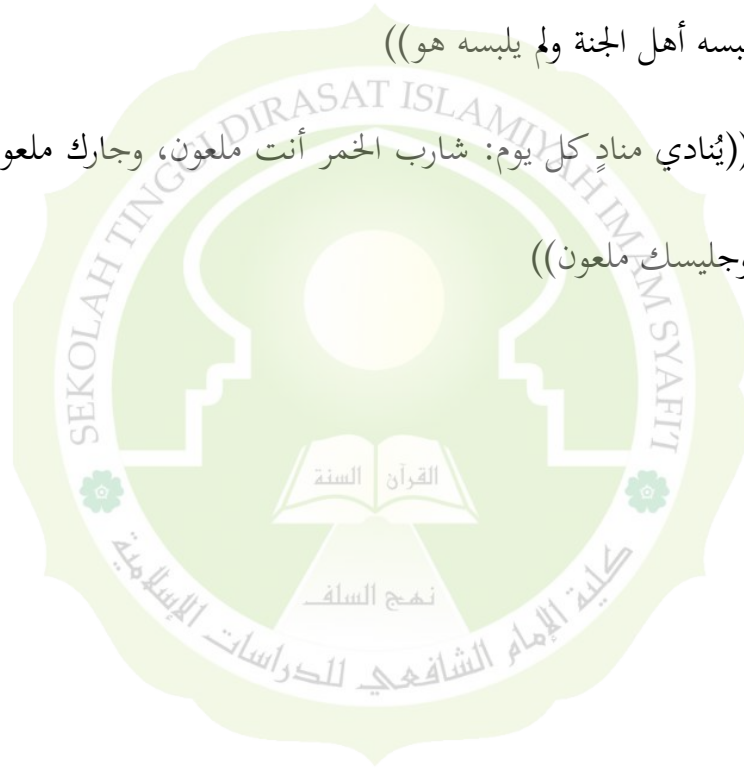 بسه أهل الجنة ولم يلبسه هو))
((يُنادي منادٍ كل يوم: شارب الخمر أنت ملعون، وجارك ملعو
وجليسك ملعون))
SEKOLAH TINGGI DIRASAT ISLAMIYAH IMAM SYAFI'I
القرآن السنة
نهج السلف
كلية الإمام الشافعي للدراسات الإسلامية